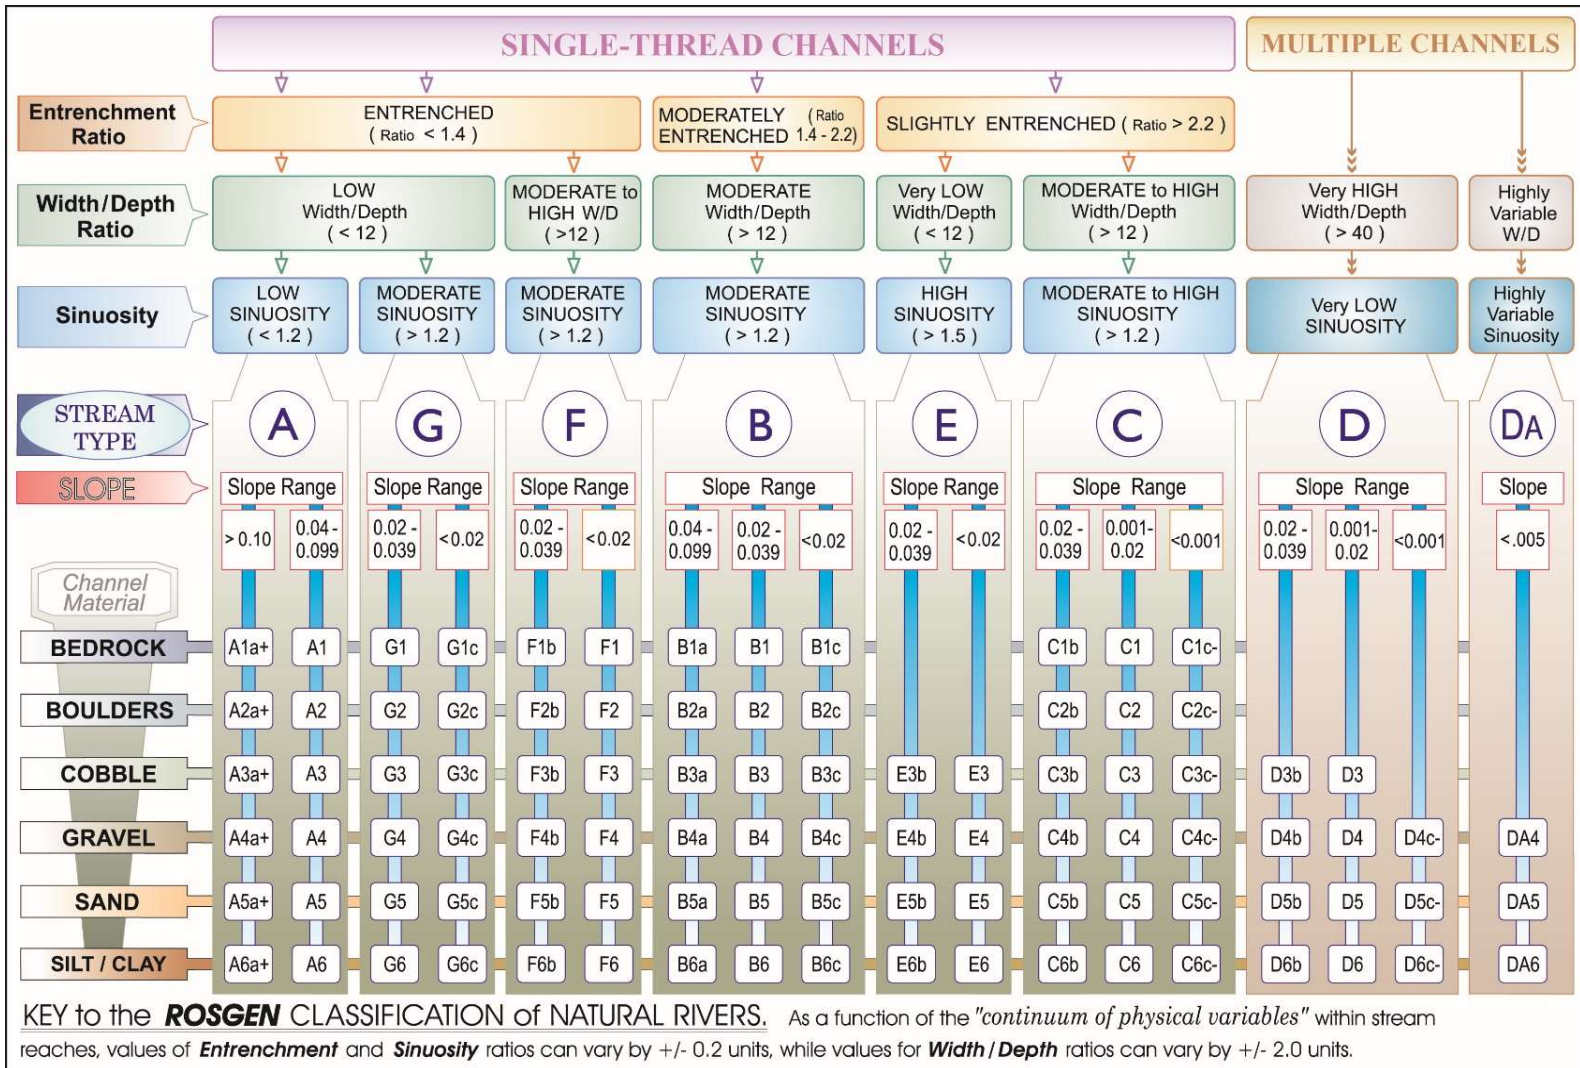 SINGLE-THREAD CHANNELS
MULTIPLE CHANNELS
Entrenchment
Ratio
ENTRENCHED
( Ratio < 1.4 )
MODERATELY ( Ratio
ENTRENCHED 1.4 - 2.2)
SLIGHTLY ENTRENCHED ( Ratio > 2.2 )
Width/Depth
Ratio
LOW
Width/Depth
( < 12 )
MODERATE to
HIGH W/D
( >12 )
MODERATE
Width/Depth
( > 12 )
Very LOW
Width/Depth
( < 12 )
MODERATE to HIGH
Width/Depth
( > 12 )
Very HIGH
Width/Depth
( > 40 )
Highly
Variable
W/D
Sinuosity
LOW
SINUOSITY
( < 1.2 )
MODERATE
SINUOSITY
( > 1.2 )
MODERATE
SINUOSITY
( > 1.2 )
MODERATE
SINUOSITY
( > 1.2 )
HIGH
SINUOSITY
( > 1.5 )
MODERATE to HIGH
SINUOSITY
( > 1.2 )
Very LOW
SINUOSITY
Highly
Variable
Sinuosity
STREAM
TYPE
A G F B E C D DA
SLOPE
Slope Range Slope Range Slope Range Slope Range Slope Range Slope Range Slope Range Slope
> 0.10
0.04 -
0.099
0.02 -
0.039
< 0.02
0.02 -
0.039
<0.02
0.04 -
0.099
0.02 -
0.039
<0.02
0.02 -
0.039
<0.02
0.02 -
0.039
0.001-
0.02
<0.001
0.02 -
0.039
0.001-
0.02
<0.001
< .005
Channel
Material
BEDROCK A1a+ A1 G1 G1c F1b F1 B1a B1 B1c C1b C1 C1c-
BOULDERS A2a+ A2 G2 G2c F2b F2 B2a B2 B2c C2b C2 C2c-
COBBLE A3a+ A3 G3 G3c F3b F3 B3a B3 B3c E3b E3 C3b C3 C3c- D3b D3
GRAVEL A4a+ A4 G4 G4c F4b F4 B4a B4 B4c E4b E4 C4b C4 C4c- D4b D4 D4c- DA4
SAND A5a+ A5 G5 G5c F5b F5 B5a B5 B5c E5b E5 C5b C5 C5c- D5b D5 D5c- DA5
SILT / CLAY A6a+ A6 G6 G6c F6b F6 B6a B6 B6c E6b E6 C6b C6 C6c- D6b D6 D6c- DA6
KEY to the ROSGEN CLASSIFICATION of NATURAL RIVERS. As a function of the "continuum of physical variables" within stream
reaches, values of Entrenchment and Sinuosity ratios can vary by +/- 0.2 units, while values for Width / Depth ratios can vary by +/- 2.0 units.